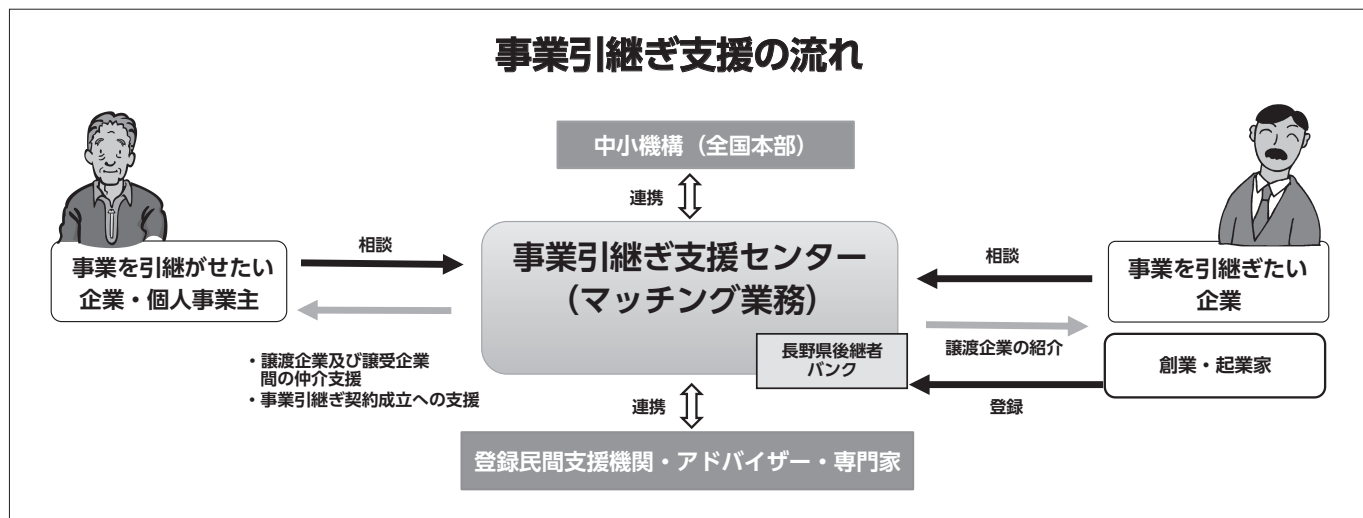 事業引継ぎ支援の流れ
中小機構（全国本部）
連携
事業を引継がせたい
企業・個人事業主
相談
事業引継ぎ支援センター
（マッチング業務）
相談
事業を引継ぎたい
企業
・譲渡企業及び譲受企業
間の仲介支援
・事業引継ぎ契約成立への支援
長野県後継者
バンク
譲渡企業の紹介
創業・起業家
登録
連携
登録民間支援機関・アドバイザー・専門家